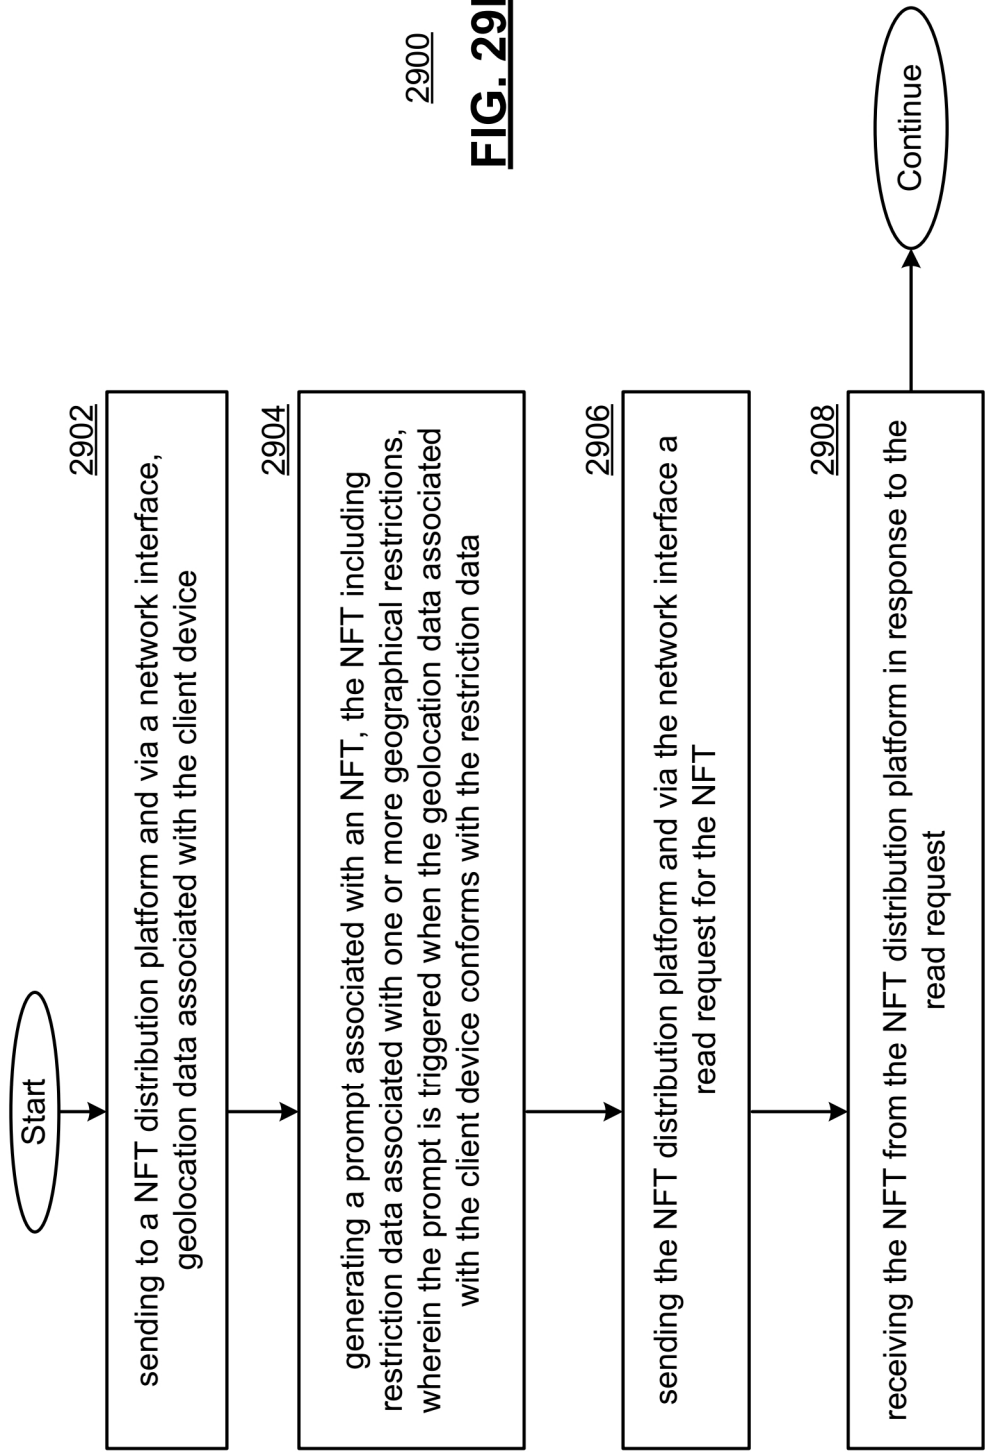 Start
2902
sending to a NFT distribution platform and via a network interface,
geolocation data associated with the client device
2904
generating a prompt associated with an NFT, the NFT including
restriction data associated with one or more geographical restrictions,
wherein the prompt is triggered when the geolocation data associated
with the client device conforms with the restriction data
2900
FIG. 29
2906
sending the NFT distribution platform and via the network interface a
read request for the NFT
2908
receiving the NFT from the NFT distribution platform in response to the
read request
Continue